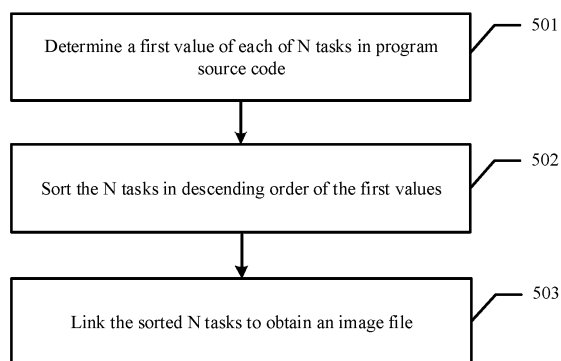 501
Determine a first value of each of N tasks in program
source code
502
Sort the N tasks in descending order of the first values
503
Link the sorted N tasks to obtain an image file